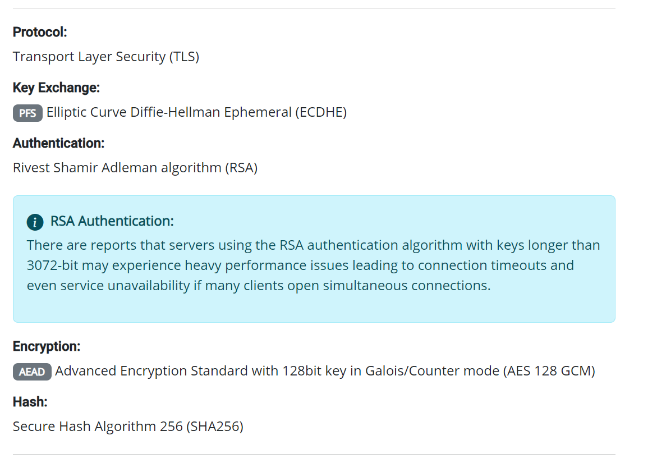 Protocol:
Transport Layer Security (TLS)
Key Exchange:
PFS Elliptic Curve Diffie-Hellman Ephemeral (ECDHE)
Authentication:
Rivest Shamir Adleman algorithm (RSA)
i RSA Authentication:
There are reports that servers using the RSA authentication algorithm with keys longer than
3072-bit may experience heavy performance issues leading to connection timeouts and
even service unavailability if many clients open simultaneous connections.
Encryption:
AEAD Advanced Encryption Standard with 128bit key in Galois/Counter mode (AES 128 GCM)
Hash:
Secure Hash Algorithm 256 (SHA256)